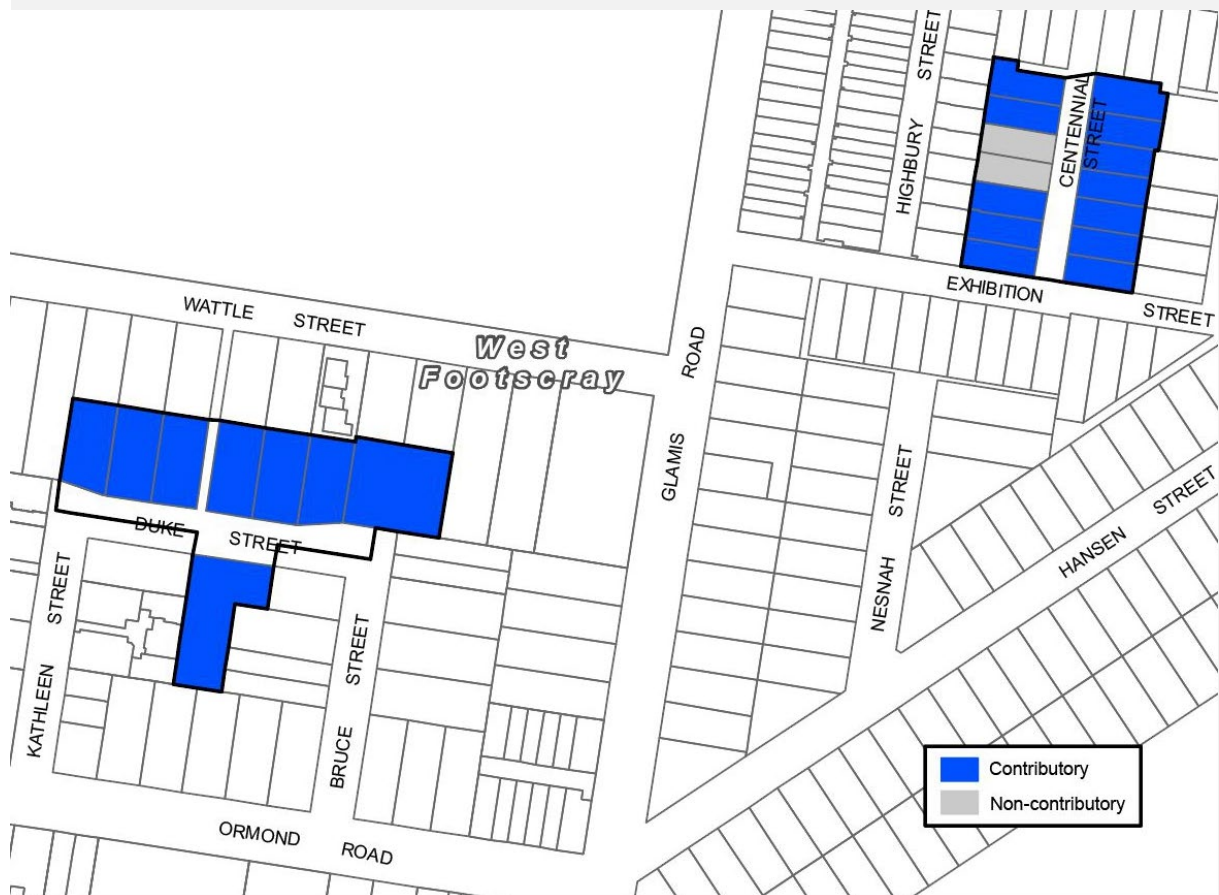 HIGHBURY STREET
CENTENNIAL
STREET
EXHIBITION STREET
WATTLE STREET
West
Footscray
GLAMIS ROAD
NESNAH STREET
HANSEN STREET
DUKE STREET
KATHLEEN STREET
BRUCE STREET
ORMOND ROAD
Contributory
Non-contributory